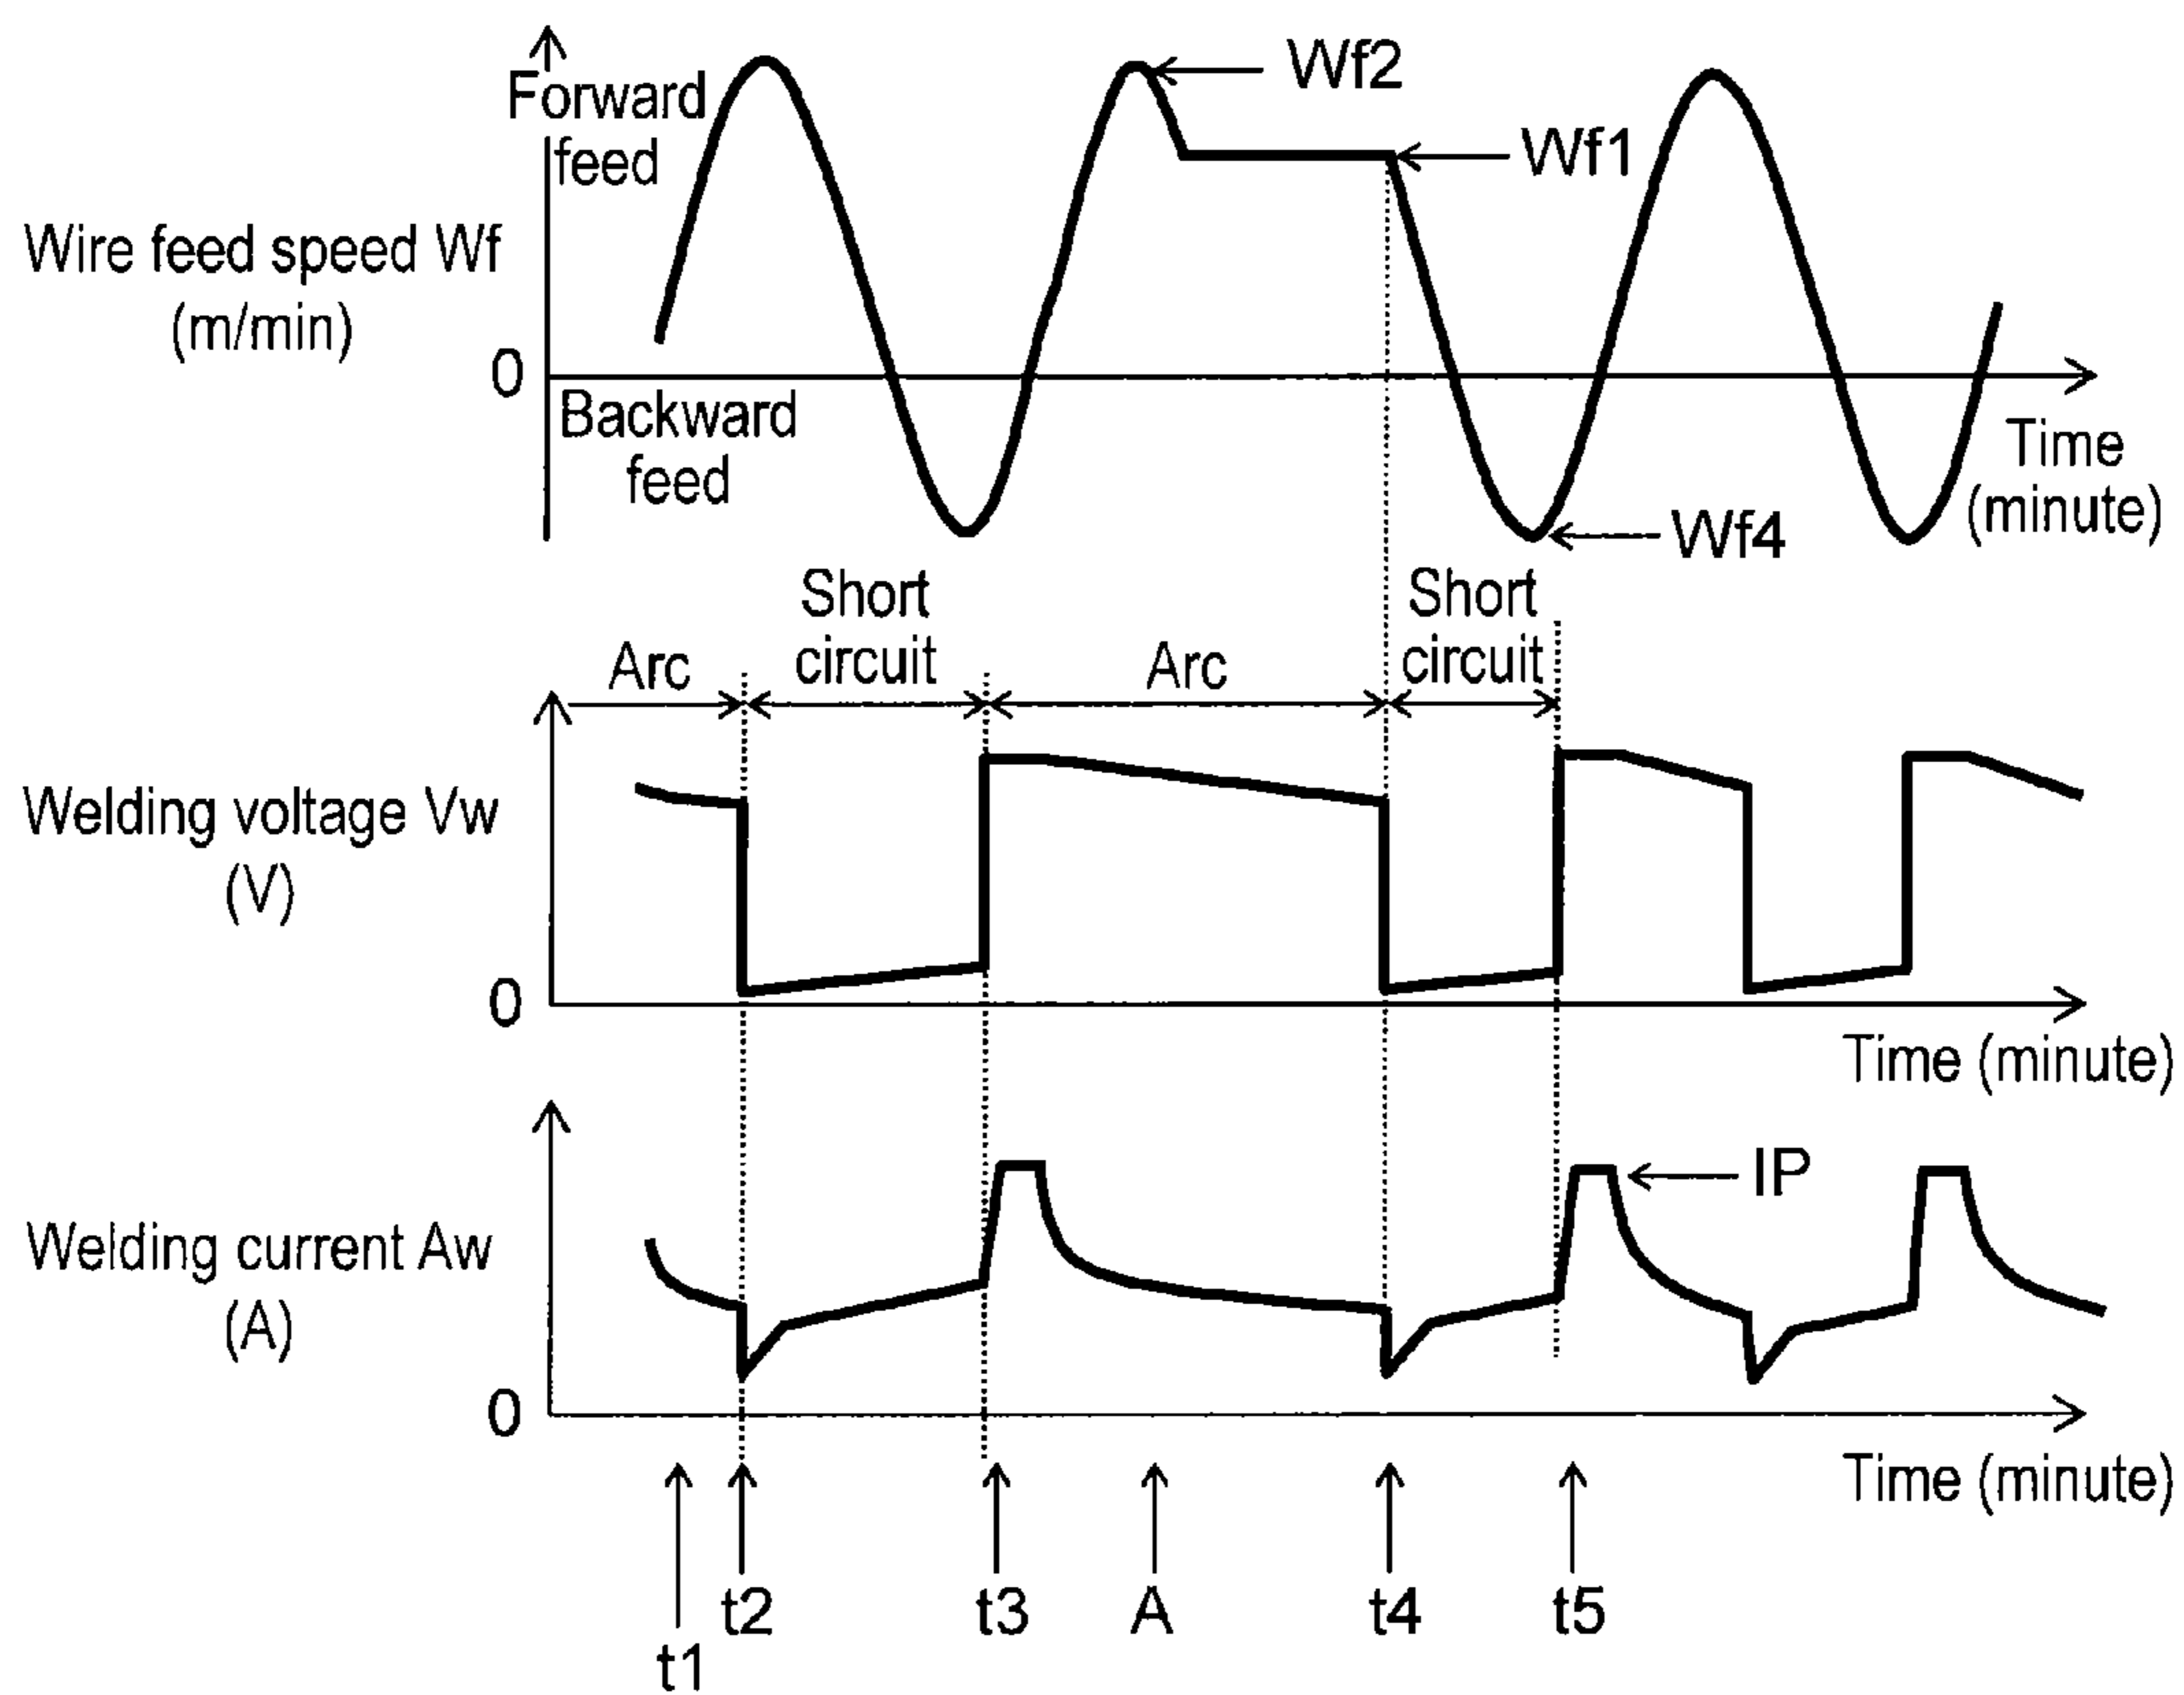 Forward
feed
Wf2
Wf1
Wire feed speed Wf
(m/min)
0
Backward
feed
Time
(minute)
Wf4
Arc
Short
circuit
Arc
Short
circuit
Welding voltage Vw
(V)
0
Time (minute)
IP
Welding current Aw
(A)
0
Time (minute)
t1
t2
t3
A
t4
t5